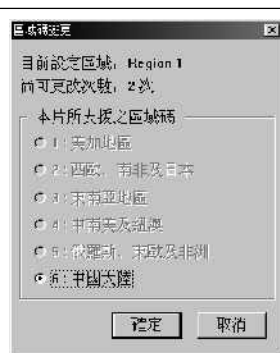 區域碼變更
目前設定區域: Region 1
尚可更改次數: 2 次
本片所支援之區域碼
1: 美加地區
2: 西歐、南非及日本
3: 東南亞地區
4: 中南美及紐澳
5: 俄羅斯、東歐及非洲
6: 中國大陸
確定
取消